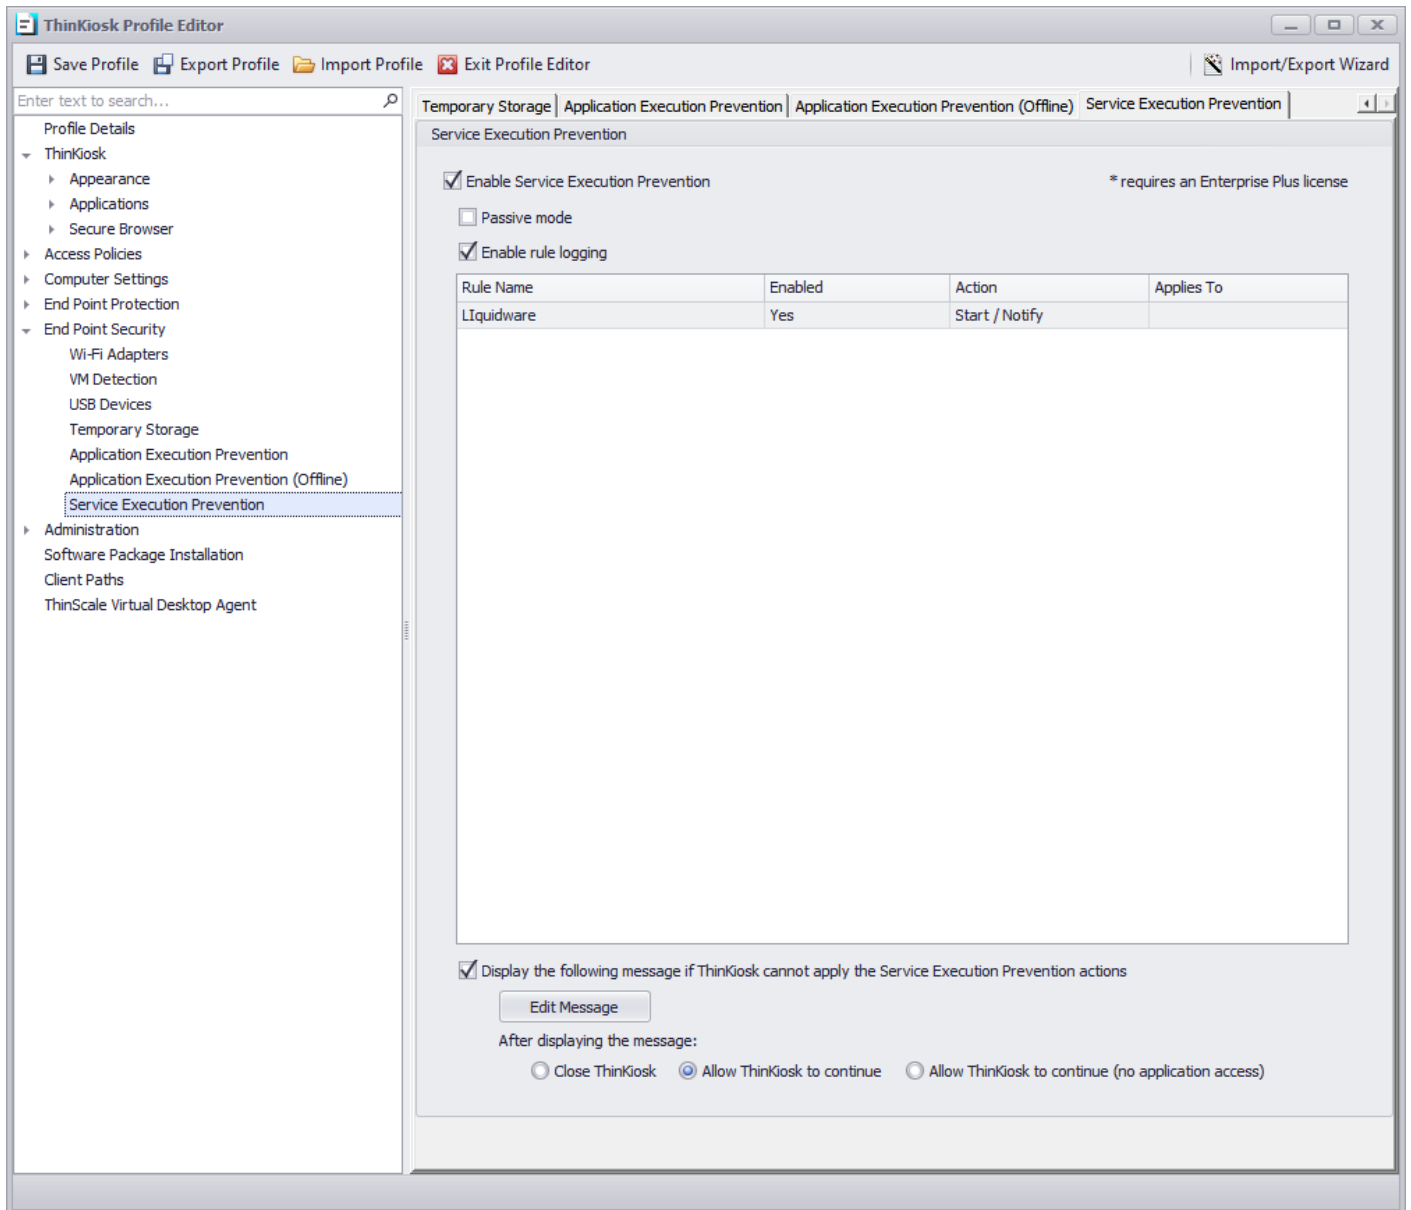 ThinKiosk Profile Editor
Save Profile Export Profile Import Profile Exit Profile Editor Import/Export Wizard
Enter text to search...
Profile Details
ThinKiosk
Appearance
Applications
Secure Browser
Access Policies
Computer Settings
End Point Protection
End Point Security
Wi-Fi Adapters
VM Detection
USB Devices
Temporary Storage
Application Execution Prevention
Application Execution Prevention (Offline)
Service Execution Prevention
Administration
Software Package Installation
Client Paths
ThinScale Virtual Desktop Agent
Temporary Storage Application Execution Prevention Application Execution Prevention (Offline) Service Execution Prevention
Service Execution Prevention
Enable Service Execution Prevention * requires an Enterprise Plus license
Passive mode
Enable rule logging
Rule Name Enabled Action Applies To
LIquidware Yes Start / Notify
Display the following message if ThinKiosk cannot apply the Service Execution Prevention actions
Edit Message
After displaying the message:
Close ThinKiosk Allow ThinKiosk to continue Allow ThinKiosk to continue (no application access)